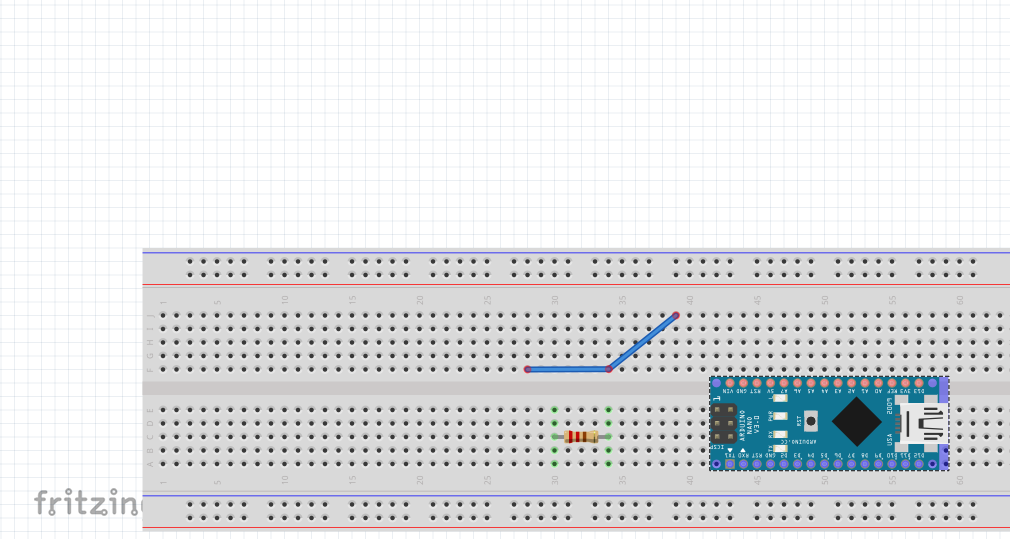 1 5 10 15 20 25 30 35 40 45 50 55 60
J
I
H
G
F
VIN GND RST 5V A7 A6 A5 A4 A3 A2 A1 A0 REF 3V3 D13
1
ARDUINO
NANO
V3.0
RST
ARDUINO.CC
2009
USA
ICSP
TX1 RX0 RST GND D2 D3 D4 D5 D6 D7 D8 D9 D10 D11 D12
E
D
C
B
A
1 5 10 15 20 25 30 35 40 45 50 55 60
fritzin